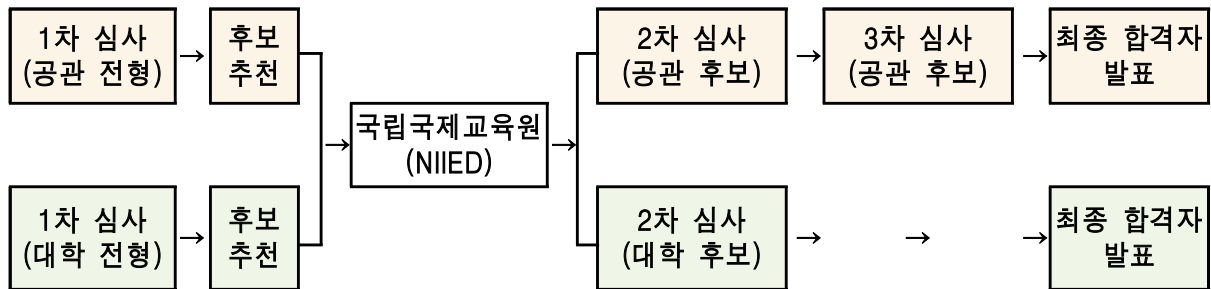 1차 심사
(공관 전형)
→
후보
추천
2차 심사
(공관 후보)
→
3차 심사
(공관 후보)
→
최종 합격자
발표
→
국립국제교육원
(NIIED)
→
1차 심사
(대학 전형)
→
후보
추천
2차 심사
(대학 후보)
→
→
→
최종 합격자
발표